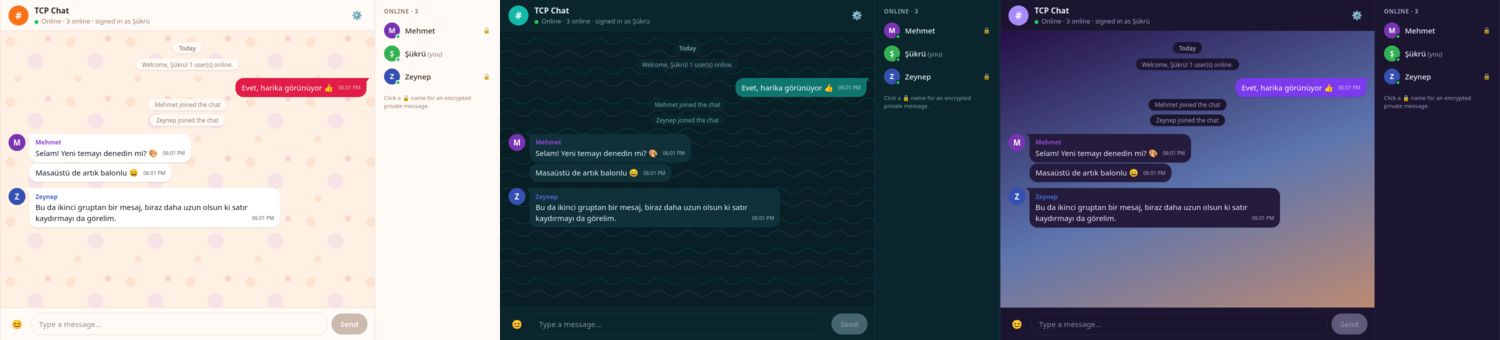 #
TCP Chat
Online · 3 online · signed in as Şükrü
⚙️
Today
Welcome, Şükrü! 1 user(s) online.
Evet, harika görünüyor 👍 06:01 PM
Mehmet joined the chat
Zeynep joined the chat
M
Mehmet
Selam! Yeni temayı denedin mi? 🎨 06:01 PM
Masaüstü de artık balonlu 😄 06:01 PM
Z
Zeynep
Bu da ikinci gruptan bir mesaj, biraz daha uzun olsun ki satır
kaydırmayı da görelim. 06:01 PM
😊 Type a message... Send
ONLINE · 3
M Mehmet 🔒
Ş Şükrü (you)
Z Zeynep 🔒
Click a 🔒 name for an encrypted
private message.
#
TCP Chat
Online · 3 online · signed in as Şükrü
⚙️
Today
Welcome, Şükrü! 1 user(s) online.
Evet, harika görünüyor 👍 06:01 PM
Mehmet joined the chat
Zeynep joined the chat
M
Mehmet
Selam! Yeni temayı denedin mi? 🎨 06:01 PM
Masaüstü de artık balonlu 😄 06:01 PM
Z
Zeynep
Bu da ikinci gruptan bir mesaj, biraz daha uzun olsun ki satır
kaydırmayı da görelim. 06:01 PM
😊 Type a message... Send
ONLINE · 3
M Mehmet 🔒
Ş Şükrü (you)
Z Zeynep 🔒
Click a 🔒 name for an encrypted
private message.
#
TCP Chat
Online · 3 online · signed in as Şükrü
⚙️
Today
Welcome, Şükrü! 1 user(s) online.
Evet, harika görünüyor 👍 06:01 PM
Mehmet joined the chat
Zeynep joined the chat
M
Mehmet
Selam! Yeni temayı denedin mi? 🎨 06:01 PM
Masaüstü de artık balonlu 😄 06:01 PM
Z
Zeynep
Bu da ikinci gruptan bir mesaj, biraz daha uzun olsun ki satır
kaydırmayı da görelim. 06:01 PM
😊 Type a message... Send
ONLINE · 3
M Mehmet 🔒
Ş Şükrü (you)
Z Zeynep 🔒
Click a 🔒 name for an encrypted
private message.